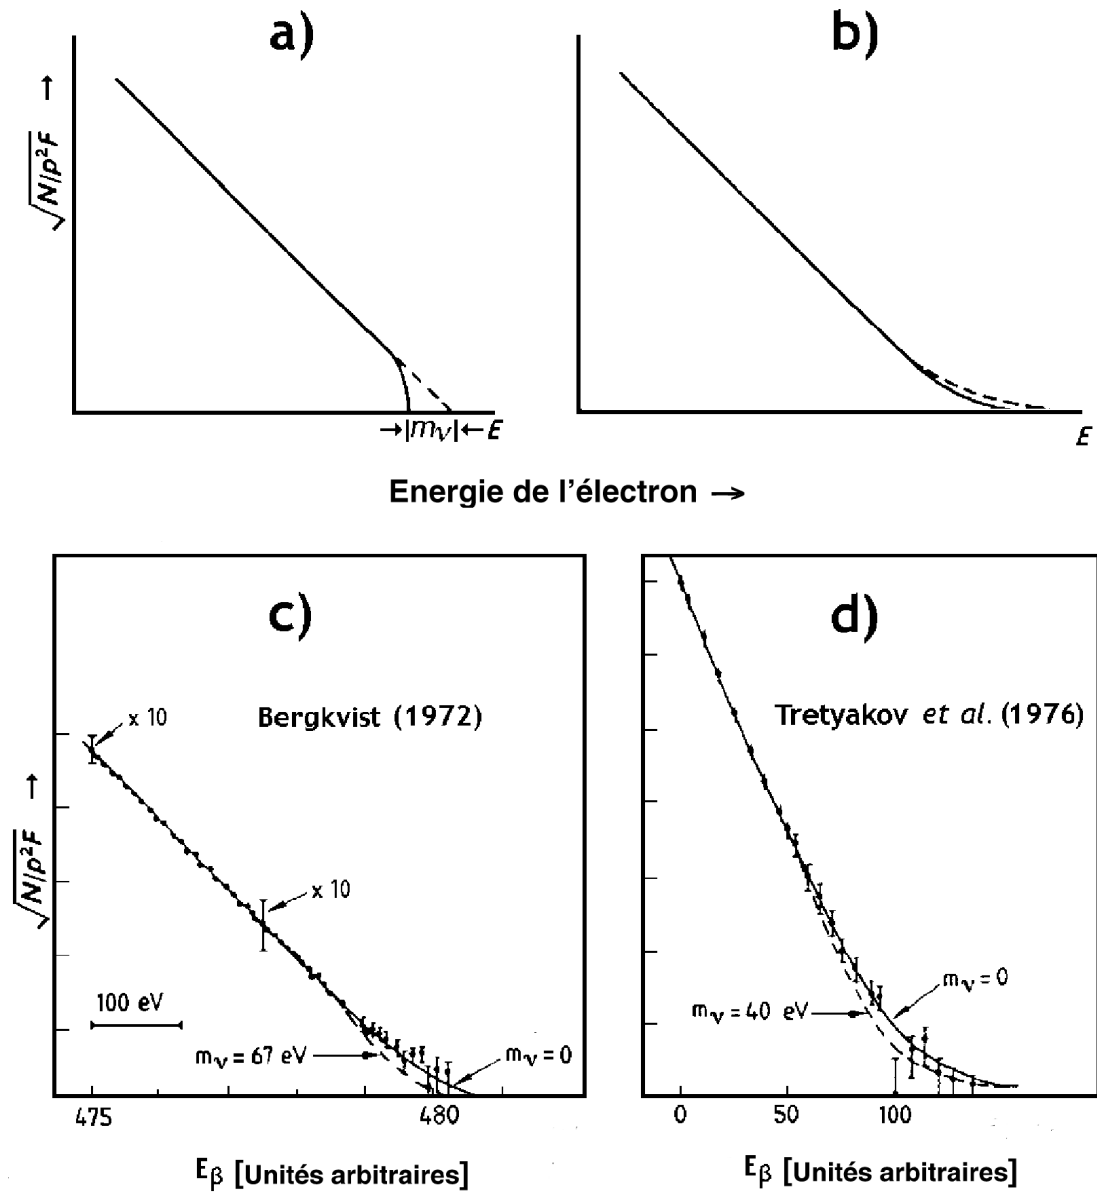 a)
b)
√N/p²F →
→|mν|← E
E
Energie de l'électron →
c)
d)
x 10
Bergkvist (1972)
Tretyakov et al. (1976)
√N/p²F →
x 10
100 eV
mν = 67 eV
mν = 0
mν = 0
mν = 40 eV
475
480
0
50
100
Eβ [Unités arbitraires]
Eβ [Unités arbitraires]